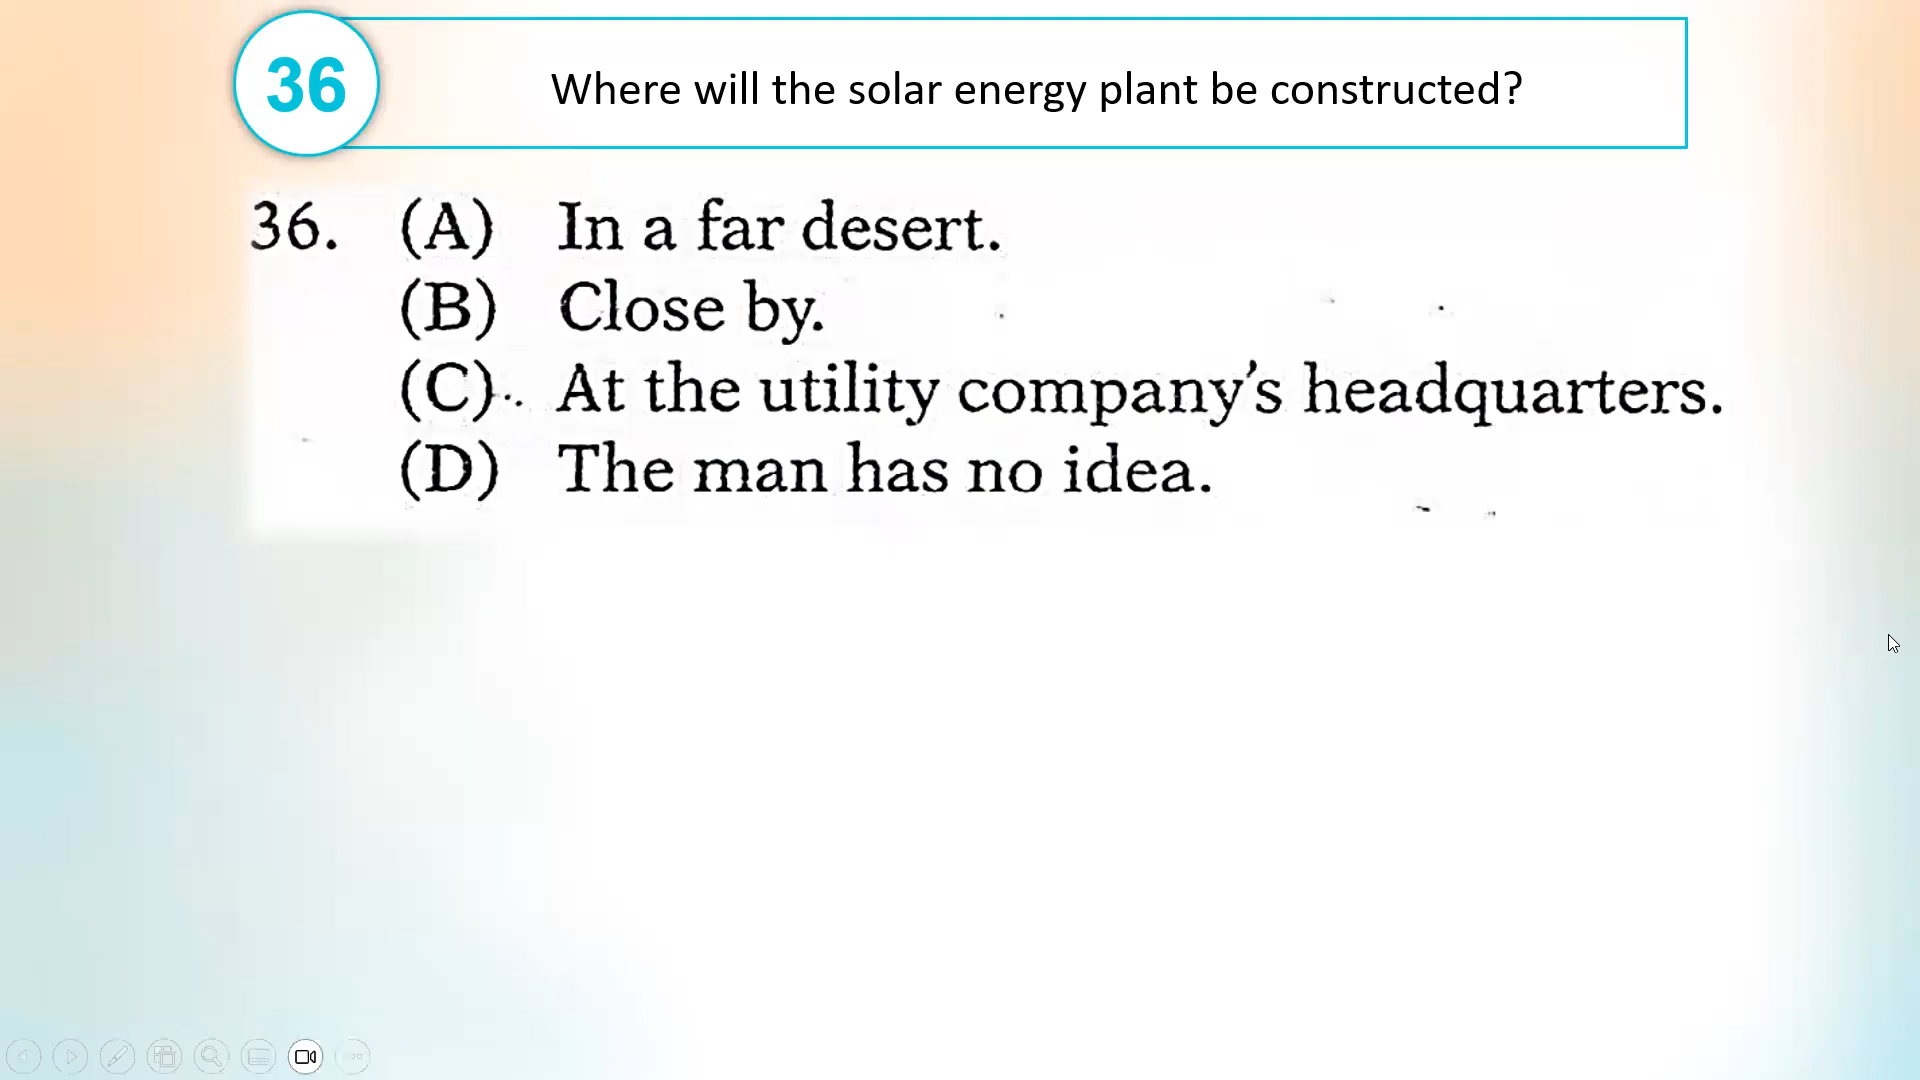 36
Where will the solar energy plant be constructed?
36. (A) In a far desert.
(B) Close by.
(C) At the utility company's headquarters.
(D) The man has no idea.